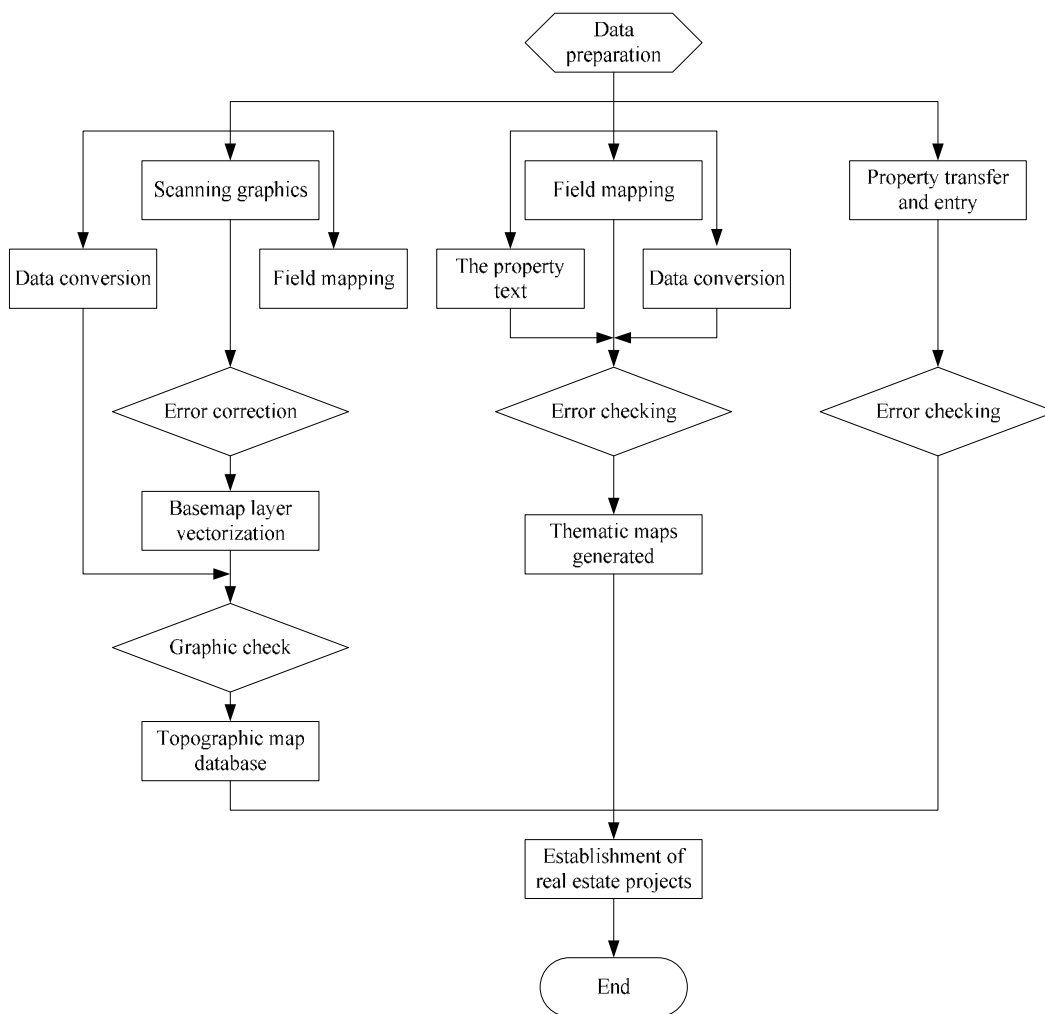 Data
preparation
Scanning graphics
Field mapping
Property transfer
and entry
Data conversion
Field mapping
The property
text
Data conversion
Error correction
Error checking
Error checking
Basemap layer
vectorization
Thematic maps
generated
Graphic check
Topographic map
database
Establishment of
real estate projects
End